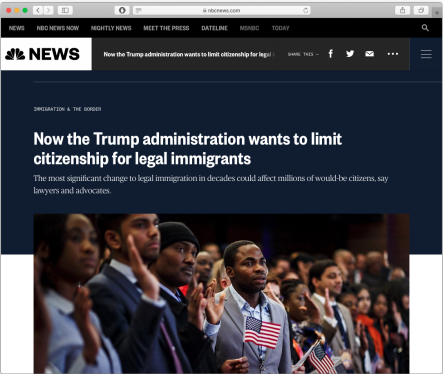 nbcnews.com
NEWS NBC NEWS NOW NIGHTLY NEWS MEET THE PRESS DATELINE MSNBC TODAY
NEWS Now the Trump administration wants to limit citizenship for legal SHARE THIS —
IMMIGRATION & THE BORDER
Now the Trump administration wants to limit
citizenship for legal immigrants
The most significant change to legal immigration in decades could affect millions of would-be citizens, say
lawyers and advocates.